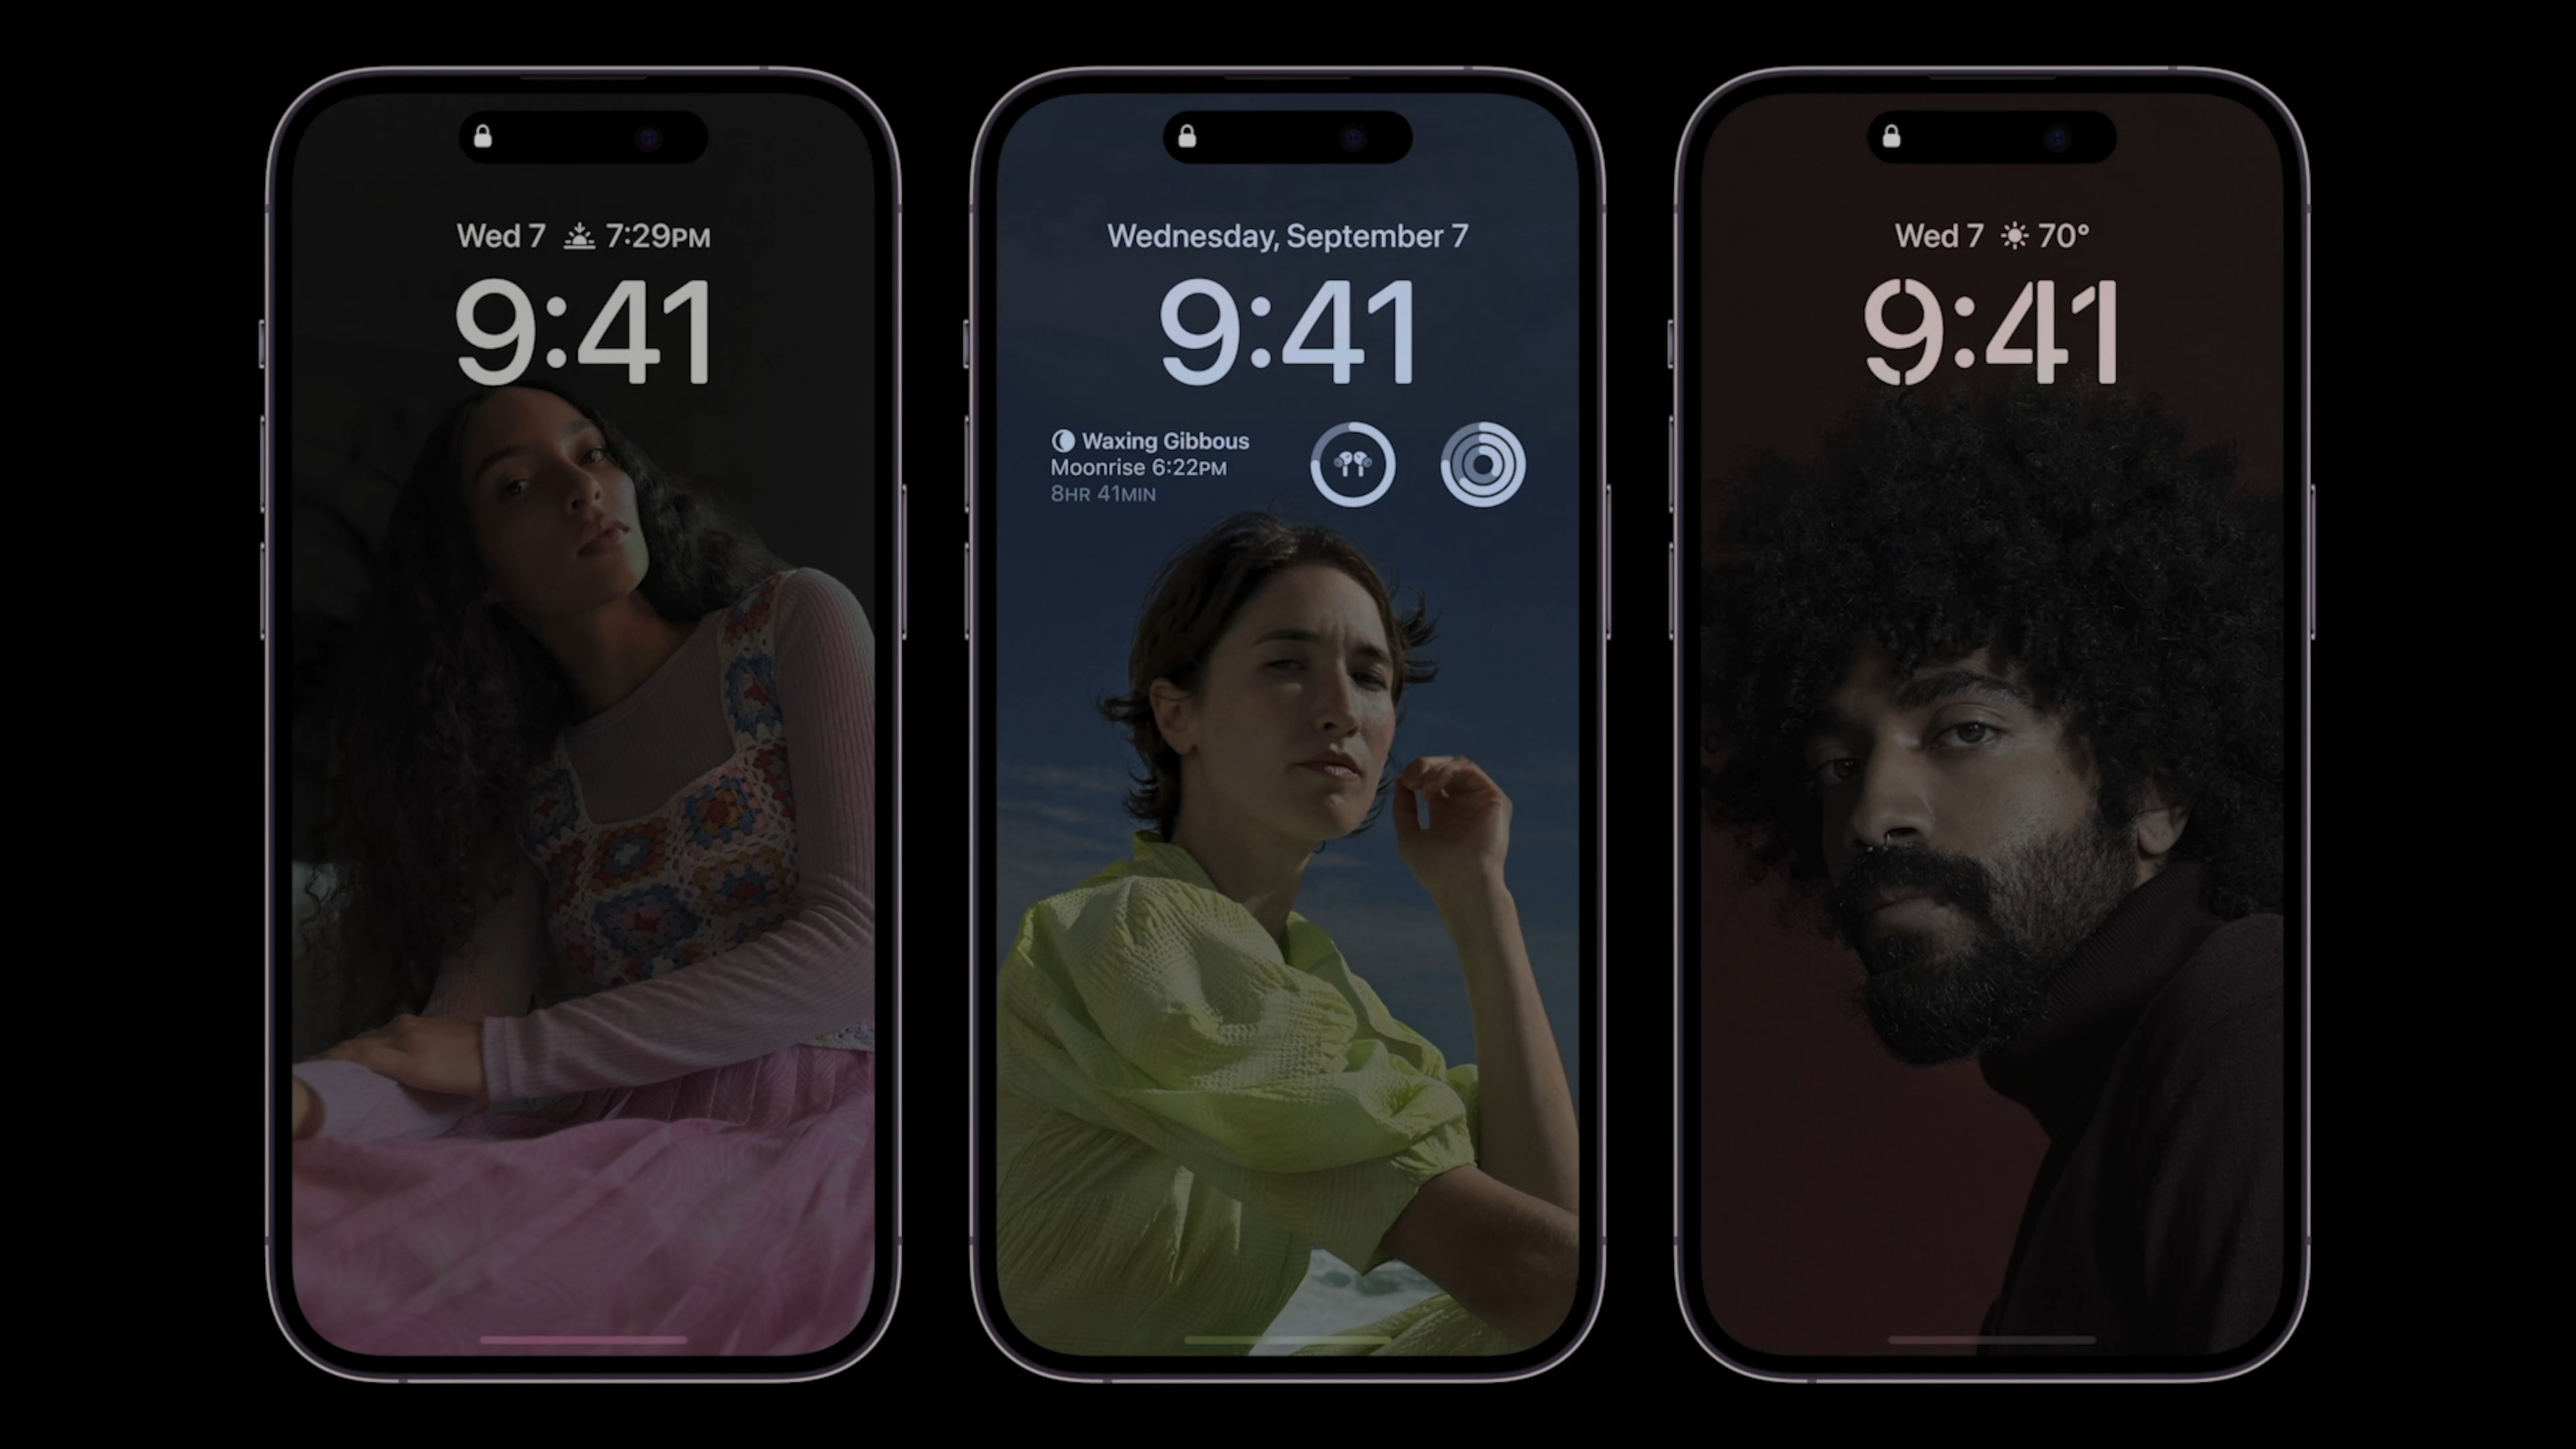 Wed 7 7:29PM
9:41
Wednesday, September 7
9:41
Waxing Gibbous
Moonrise 6:22PM
8HR 41MIN
Wed 7 70°
9:41